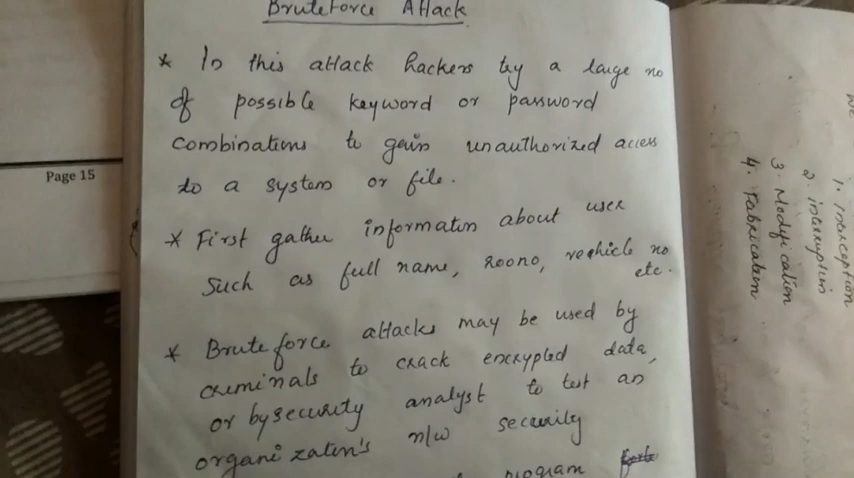 Bruteforce Attack
* In this attack hackers try a large no
of possible keyword or password
combinations to gain unauthorized access
to a system or file.
* First gather information about user
such as full name, roono, vechicle no
etc.
* Brute force attacks may be used by
criminals to crack encrypted data,
or by security analyst to test an
organization's n/w security
program
Page 15
1. Interception
2. interruption
3. Modification
4. Fabrication